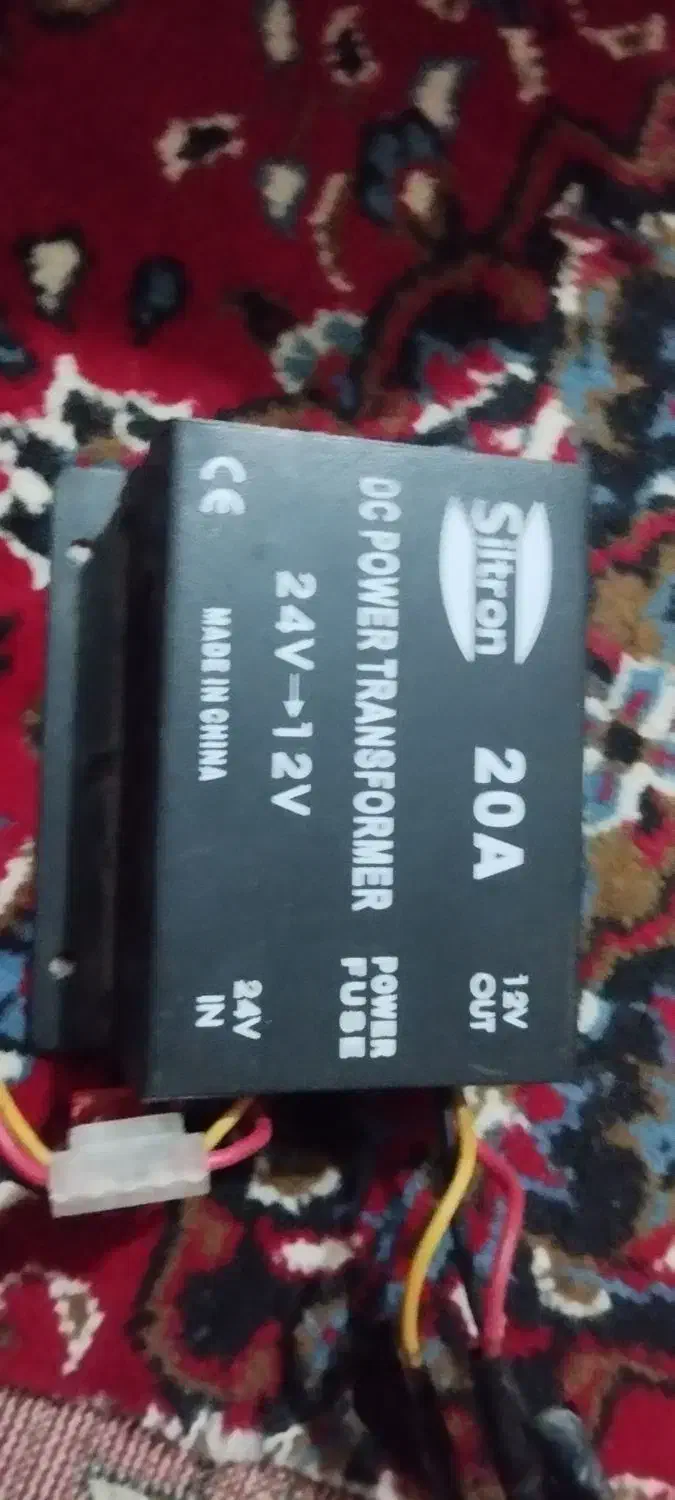 Siltron
20A
12V
OUT
DC POWER TRANSFORMER
POWER
FUSE
24V→12V
24V
IN
CE
MADE IN CHINA